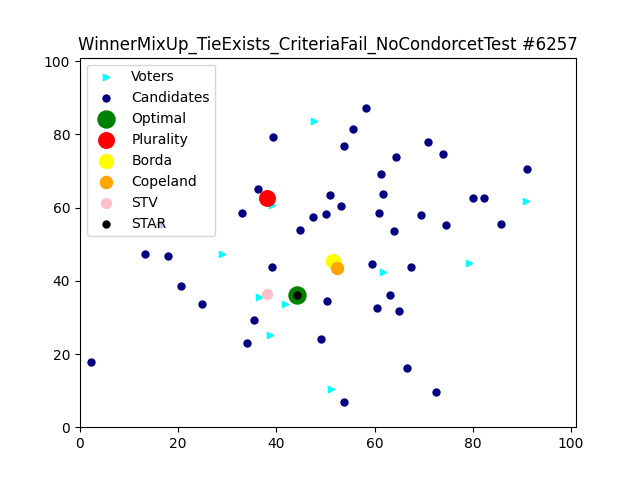 WinnerMixUp_TieExists_CriteriaFail_NoCondorcetTest #6257
100
80
60
40
20
0
Voters
Candidates
Optimal
Plurality
Borda
Copeland
STV
STAR
0 20 40 60 80 100